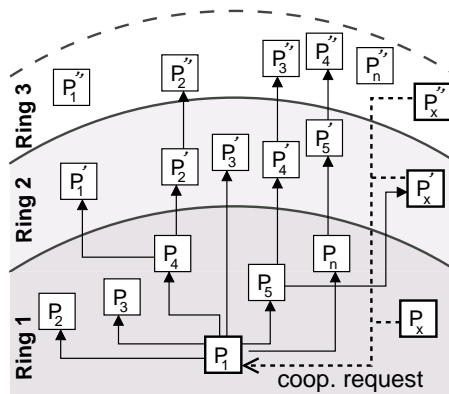 Ring 3
P₁″
P₂″
P₃″
P₄″
Pₙ″
Pₓ″
Ring 2
P₁′
P₂′
P₃′
P₄′
P₅′
Pₓ′
Ring 1
P₂
P₃
P₄
P₅
Pₙ
Pₓ
P₁
coop. request